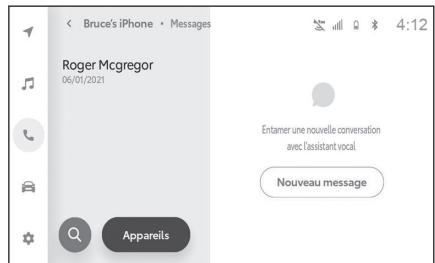 < Bruce's iPhone • Messages
4:12
Roger Mcgregor
06/01/2021
Entamer une nouvelle conversation
avec l'assistant vocal
Nouveau message
Appareils